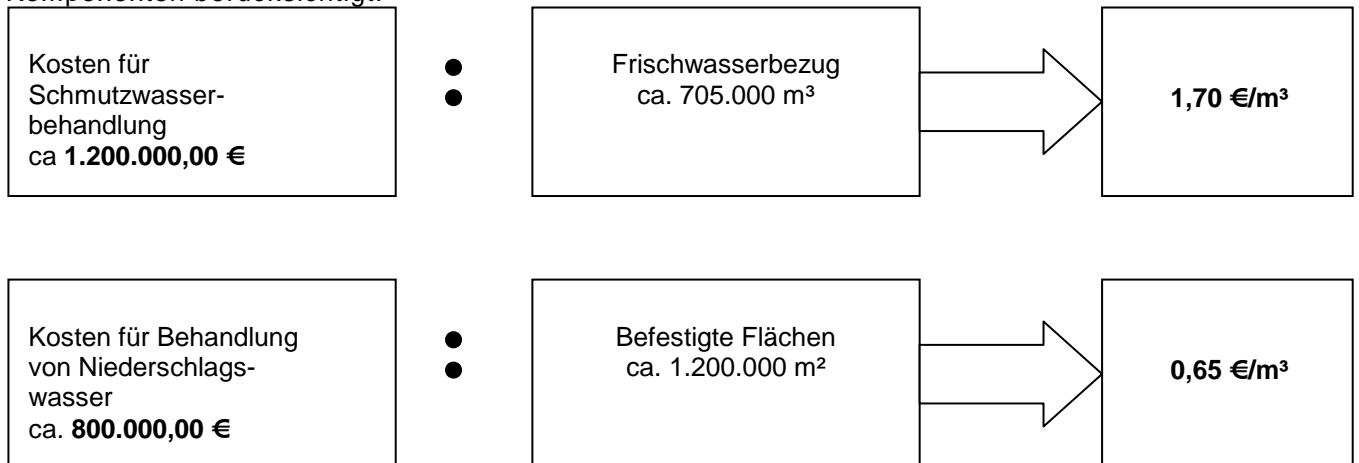 Kosten für
Schmutzwasser-
behandlung
ca 1.200.000,00 €
Frischwasserbezug
ca. 705.000 m³
1,70 €/m³
Kosten für Behandlung
von Niederschlags-
wasser
ca. 800.000,00 €
Befestigte Flächen
ca. 1.200.000 m²
0,65 €/m³